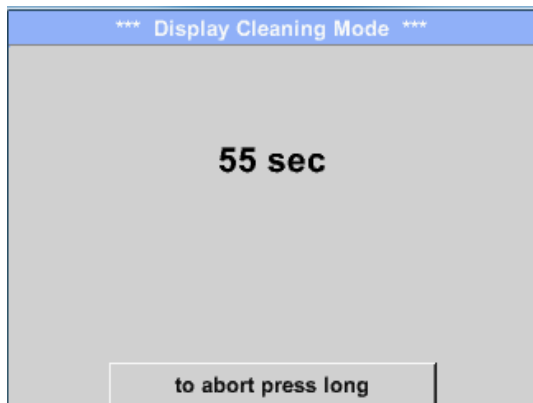 *** Display Cleaning Mode ***
55 sec
to abort press long